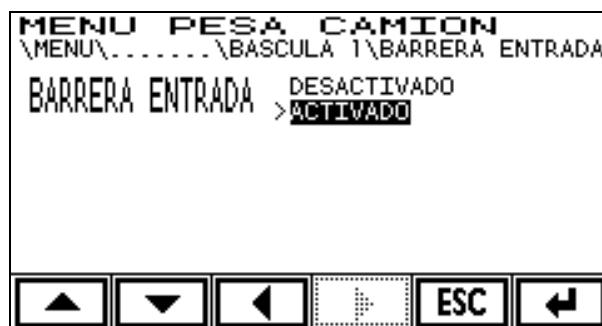 MENU PESA CAMION
\MENU\........\BASCULA 1\BARRERA ENTRADA
BARRERA ENTRADA
DESACTIVADO
>ACTIVADO
ESC